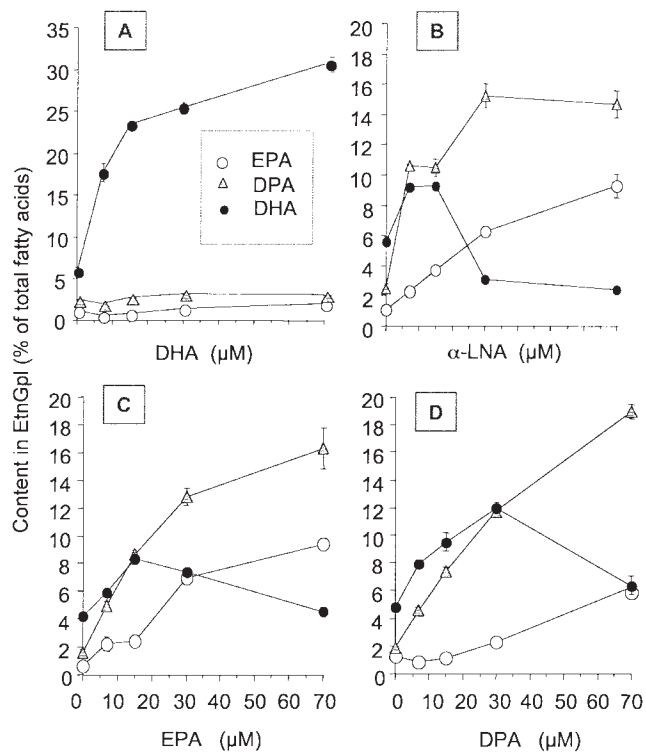 A
35
30
25
20
15
10
5
0
EPA
DPA
DHA
DHA (μM)
B
20
18
16
14
12
10
8
6
4
2
0
α-LNA (μM)
Content in EtnGpl (% of total fatty acids)
C
20
18
16
14
12
10
8
6
4
2
0
0 10 20 30 40 50 60 70
EPA (μM)
D
20
18
16
14
12
10
8
6
4
2
0
0 10 20 30 40 50 60 70
DPA (μM)